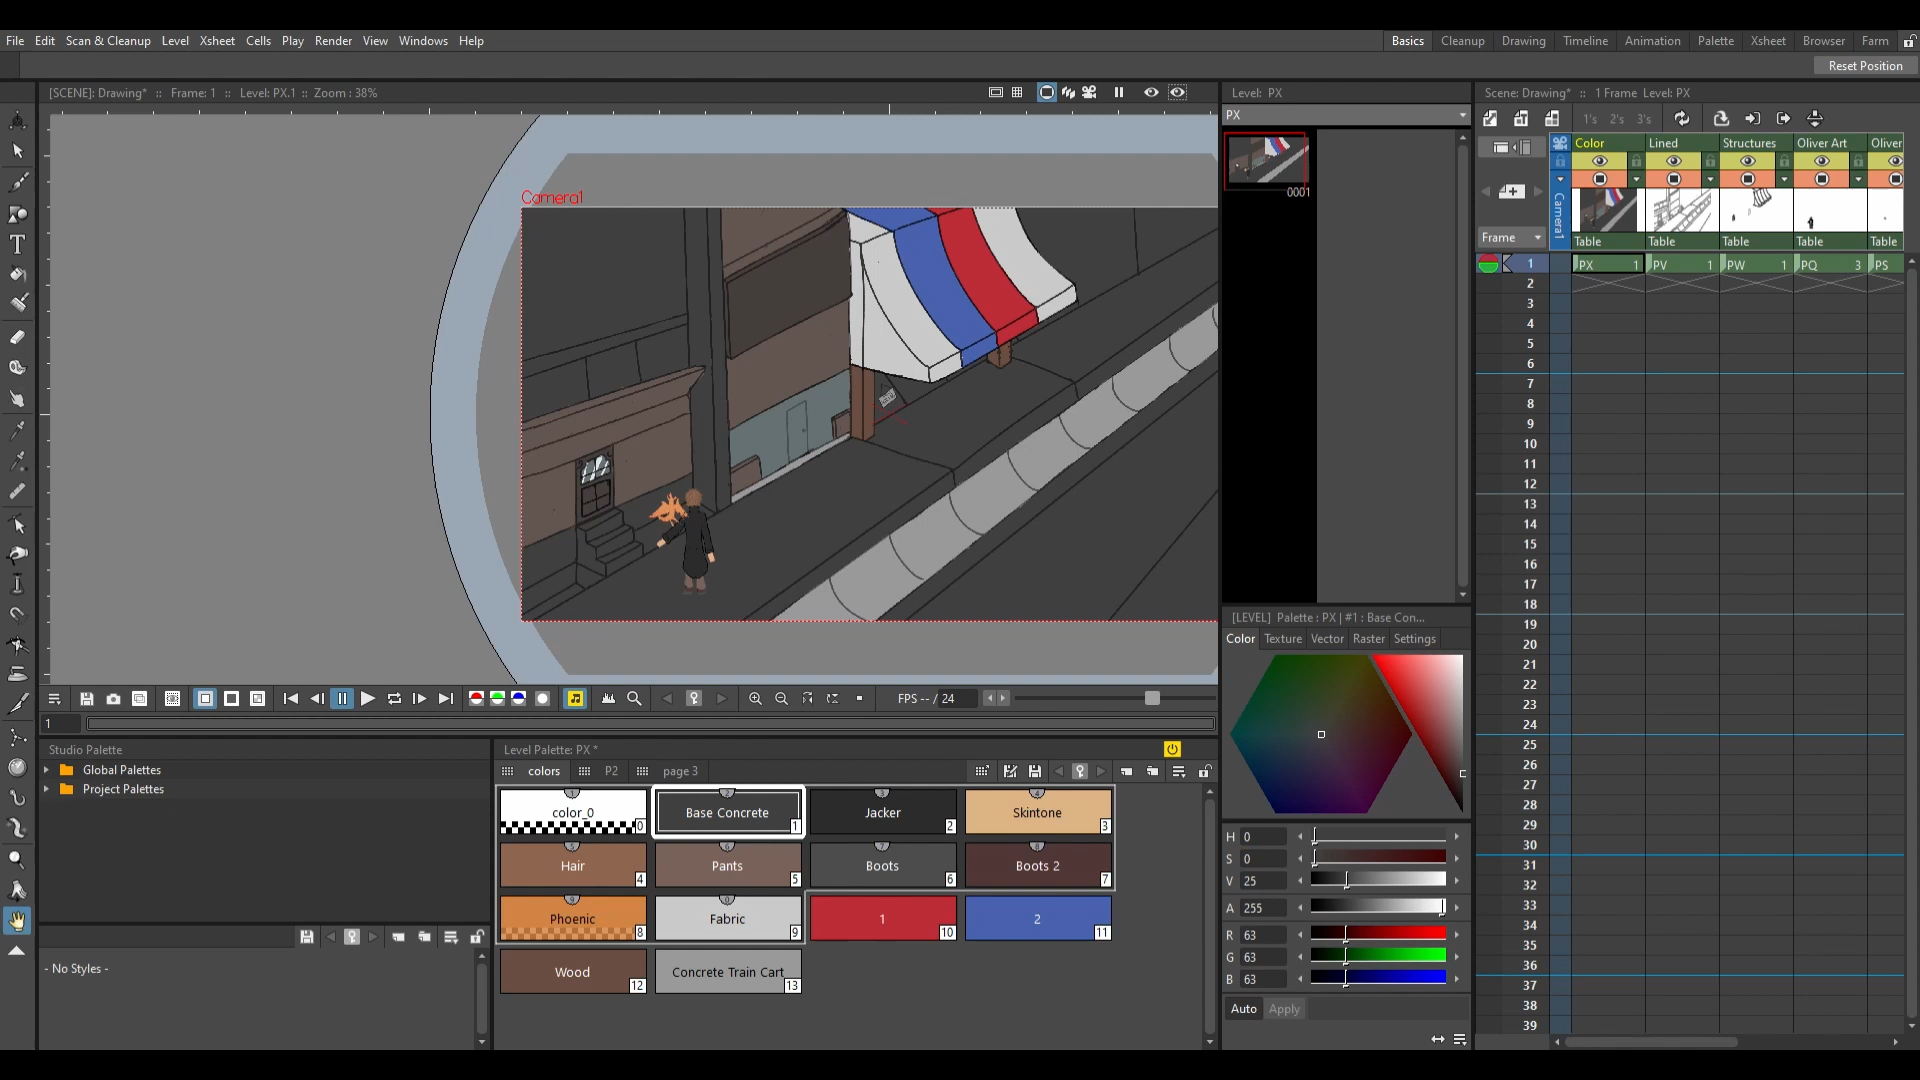 File Edit Scan & Cleanup Level Xsheet Cells Play Render View Windows Help
Basics Cleanup Drawing Timeline Animation Palette Xsheet Browser Farm
Reset Position
[SCENE]: Drawing* :: Frame: 1 :: Level: PX.1 :: Zoom : 38%
Level: PX
Scene: Drawing* :: 1 Frame Level: PX
PX
1's 2's 3's
Color Lined Structures Oliver Art Oliver
0001
Camera1
Camera1
Frame
Table Table Table Table Table
1 PX 1 PV 1 PW 1 PQ 3 PS
2
3
4
5
6
7
8
9
10
11
12
13
14
15
16
17
18
19
20
21
22
23
24
25
26
27
28
29
30
31
32
33
34
35
36
37
38
39
[LEVEL] Palette : PX | #1 : Base Con...
Color Texture Vector Raster Settings
FPS -- / 24
1
Studio Palette
Global Palettes
Project Palettes
- No Styles -
Level Palette: PX *
colors P2 page 3
color_0 0 Base Concrete 1 Jacker 2 Skintone 3
Hair 4 Pants 5 Boots 6 Boots 2 7
Phoenic 8 Fabric 9 1 10 2 11
Wood 12 Concrete Train Cart 13
H 0
S 0
V 25
A 255
R 63
G 63
B 63
Auto Apply